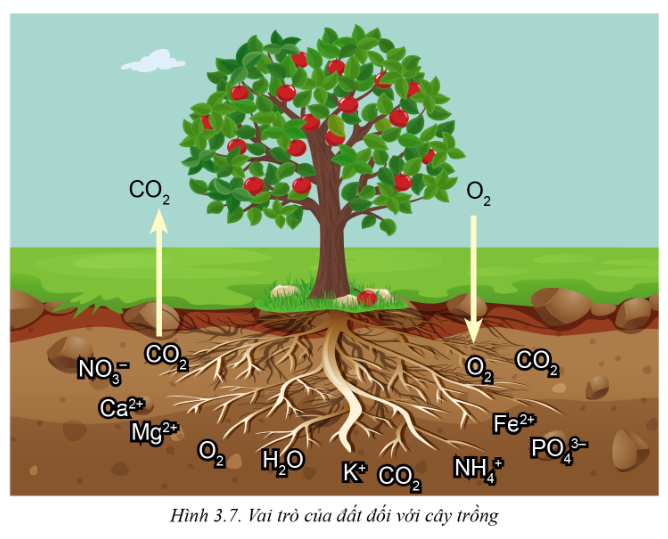 CO₂
O₂
CO₂
O₂
CO₂
NO₃⁻
Ca²⁺
Mg²⁺
Fe²⁺
PO₄³⁻
O₂
H₂O
K⁺
CO₂
NH₄⁺
Hình 3.7. Vai trò của đất đối với cây trồng